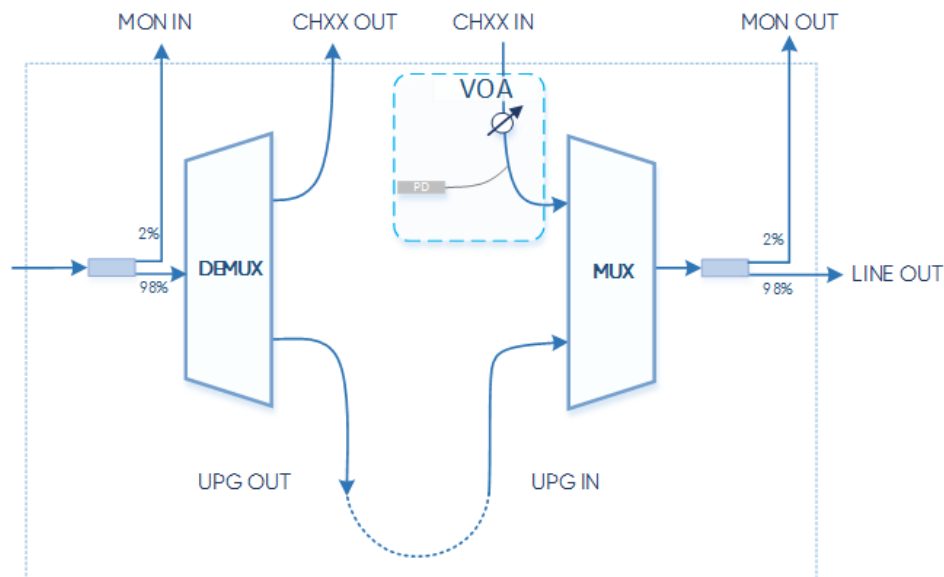 MON IN
CHXX OUT
CHXX IN
MON OUT
VOA
PD
2%
98%
DEMUX
MUX
2%
98%
LINE OUT
UPG OUT
UPG IN